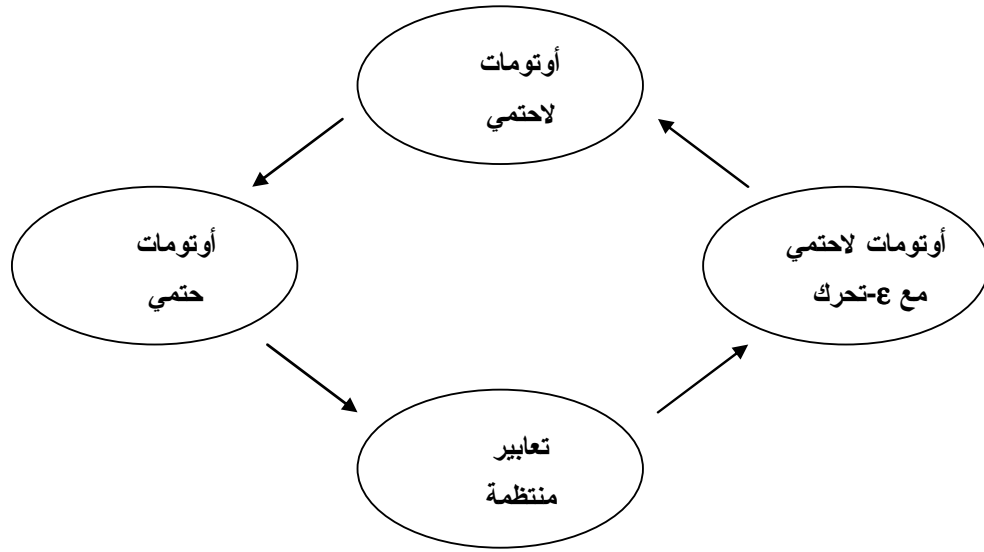 أوتومات
لاحتمي
أوتومات لاحتمي
مع ε-تحرك
أوتومات
حتمي
تعابير
منتظمة